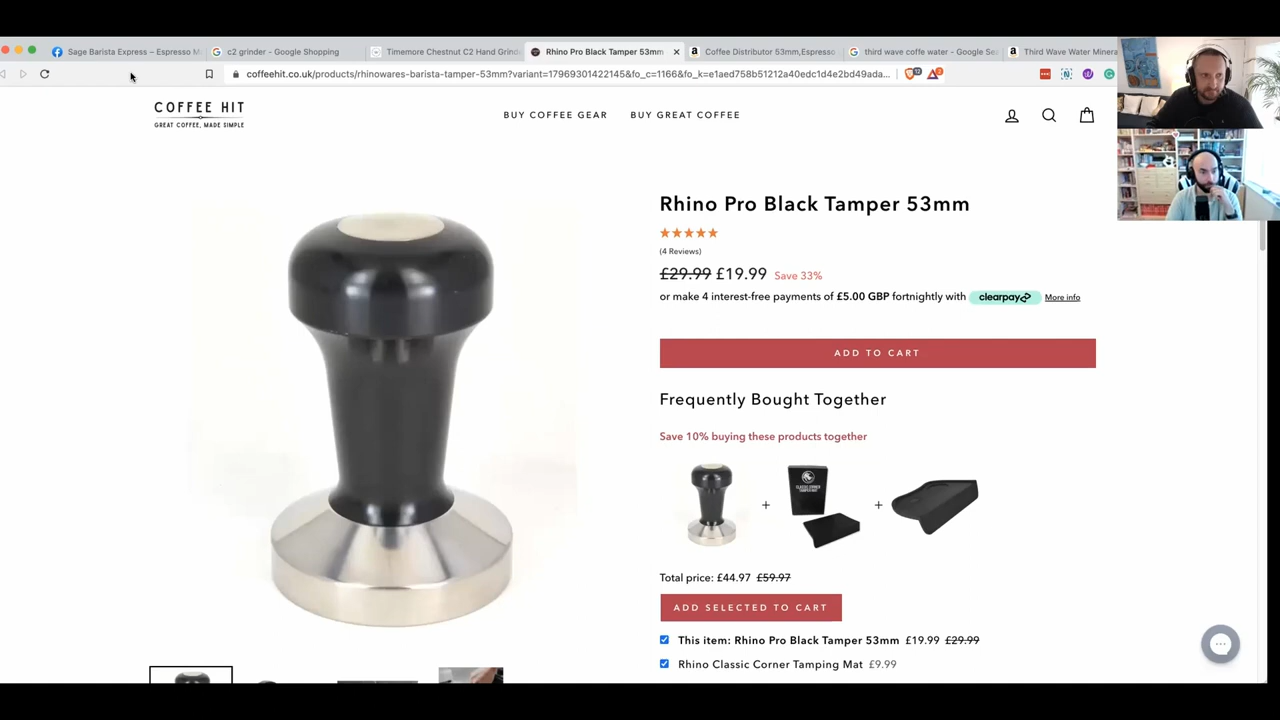 Sage Barista Express – Espresso M
c2 grinder - Google Shopping
Timemore Chestnut C2 Hand Grinde
Rhino Pro Black Tamper 53mm
Coffee Distributor 53mm,Espresso
third wave coffe water - Google Sea
Third Wave Water Minera
coffeehit.co.uk/products/rhinowares-barista-tamper-53mm?variant=17969301422145&fo_c=1166&fo_k=e1aed758b51212a40edc1d4e2bd49ada...
COFFEE HIT
GREAT COFFEE, MADE SIMPLE
BUY COFFEE GEAR
BUY GREAT COFFEE
Rhino Pro Black Tamper 53mm
(4 Reviews)
£29.99 £19.99 Save 33%
or make 4 interest-free payments of £5.00 GBP fortnightly with clearpay More info
ADD TO CART
Frequently Bought Together
Save 10% buying these products together
+ +
Total price: £44.97 £59.97
ADD SELECTED TO CART
This item: Rhino Pro Black Tamper 53mm £19.99 £29.99
Rhino Classic Corner Tamping Mat £9.99